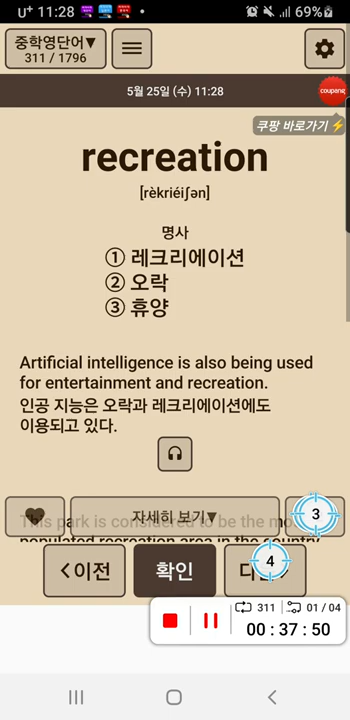 U+ 11:28 69%
중학영단어▼
311 / 1796
5월 25일 (수) 11:28
coupang
쿠팡 바로가기⚡
recreation
[rèkriéiʃən]
명사
① 레크리에이션
② 오락
③ 휴양
Artificial intelligence is also being used
for entertainment and recreation.
인공 지능은 오락과 레크리에이션에도
이용되고 있다.
자세히 보기▼
3
This park is considered to be the
populated recreation area in the country
<이전
확인
4
311 01 / 04
00 : 37 : 50